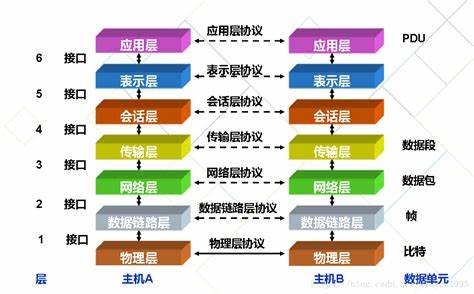 应用层 应用层协议 应用层 PDU
6 接口
表示层 表示层协议 表示层
5 接口
会话层 会话层协议 会话层
4 接口
传输层 传输层协议 传输层 数据段
3 接口
网络层 网络层协议 网络层 数据包
2 接口
数据链路层 数据链路层协议 数据链路层 帧
1 接口
物理层 物理层协议 物理层 比特
层 主机A 主机B 数据单元